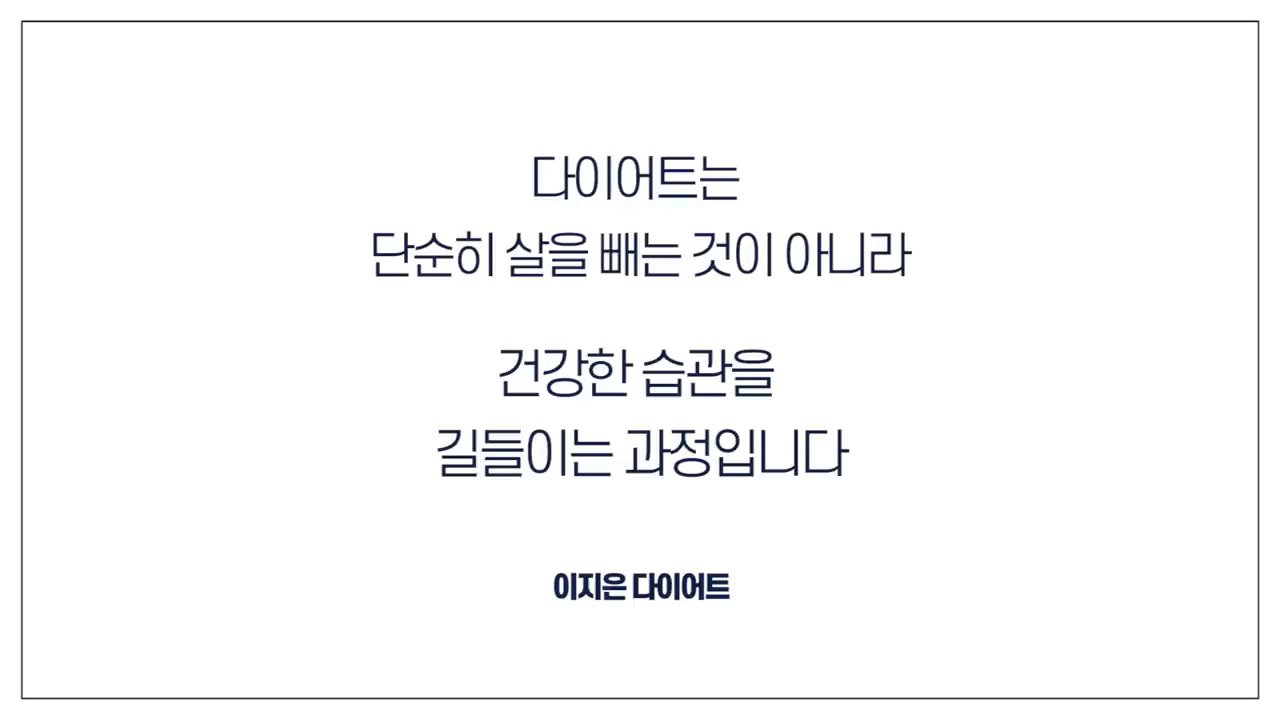 다이어트는
단순히 살을 빼는 것이 아니라
건강한 습관을
길들이는 과정입니다
이지은 다이어트